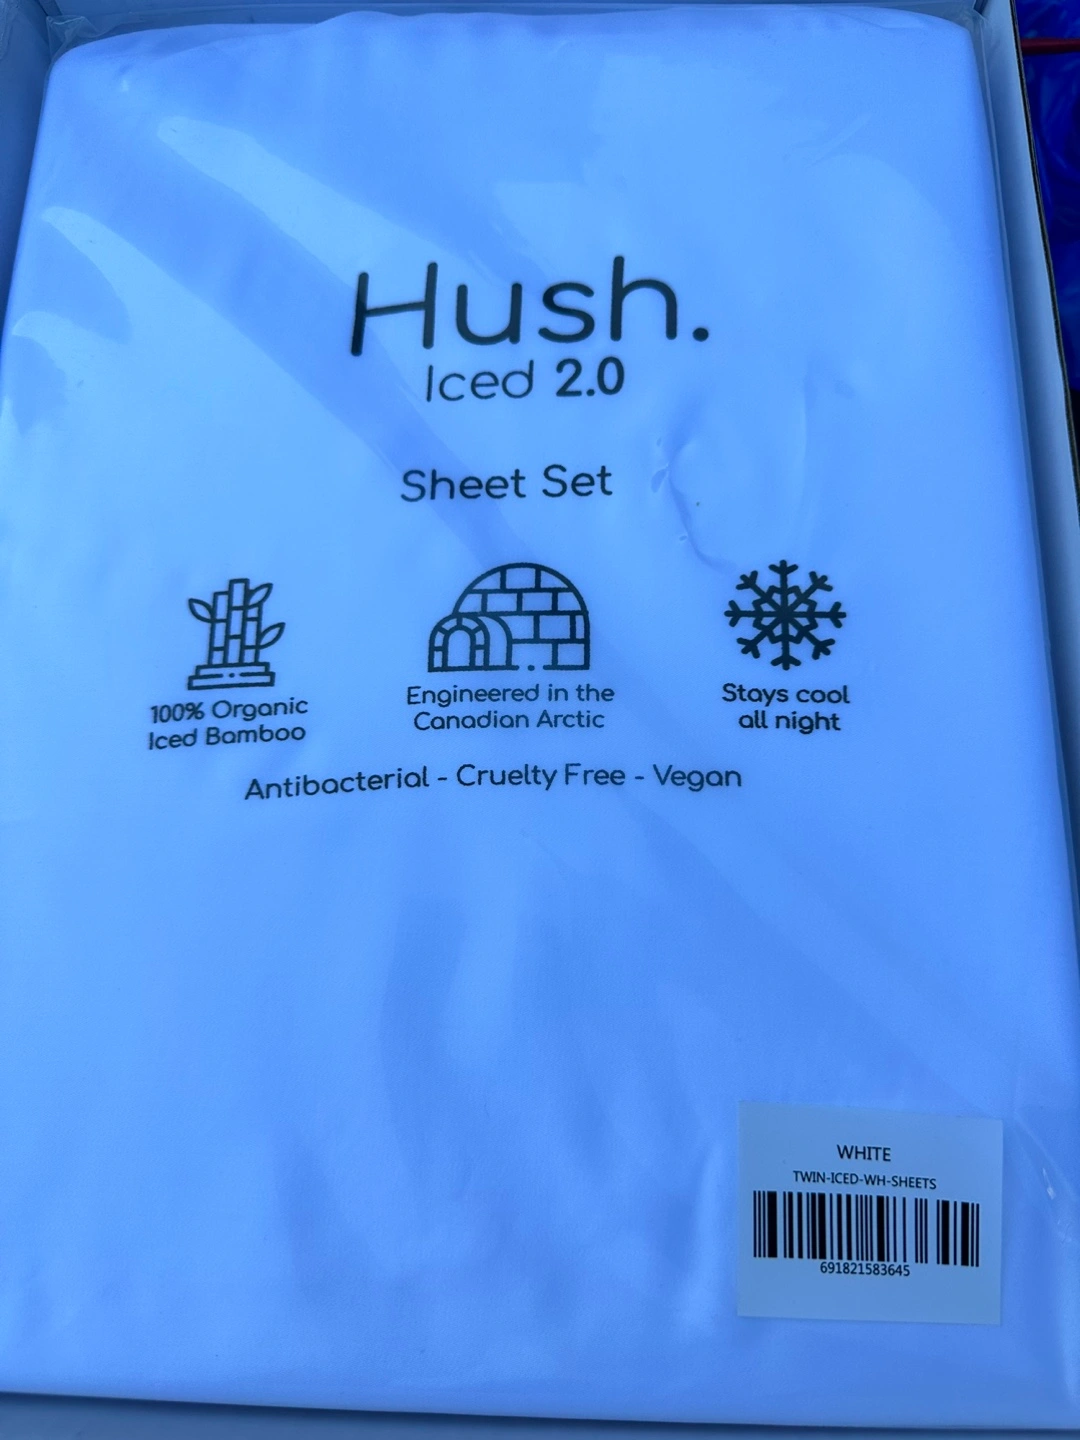 Hush.
Iced 2.0
Sheet Set
100% Organic
Iced Bamboo
Engineered in the
Canadian Arctic
Stays cool
all night
Antibacterial - Cruelty Free - Vegan
WHITE
TWIN-ICED-WH-SHEETS
691821583645